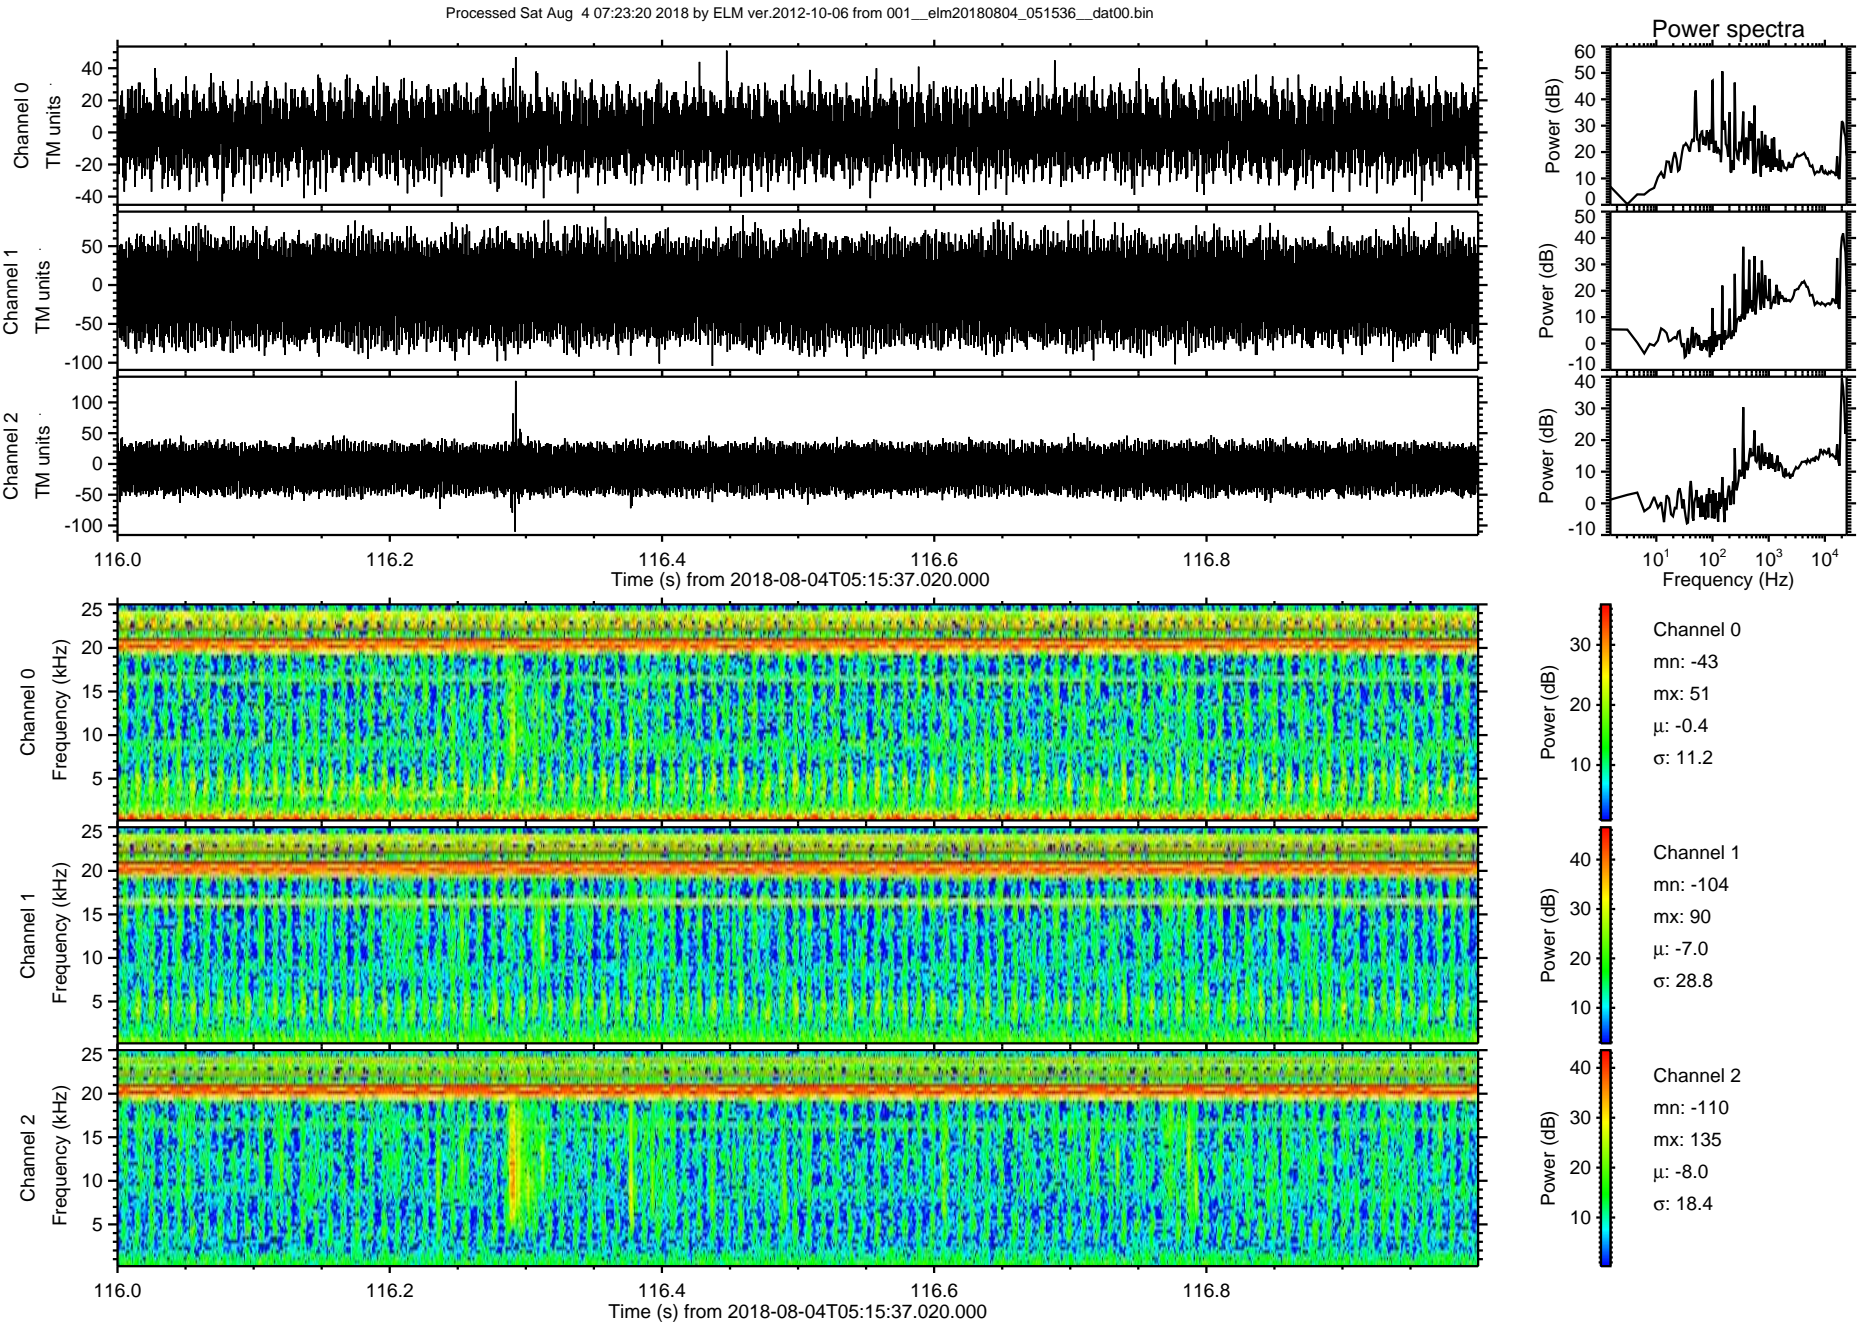 Processed Sat Aug  4 07:23:20 2018 by ELM ver.2012-10-06 from 001__elm20180804_051536__dat00.bin
Power spectra
Channel 0
TM units
40
20
0
-20
-40
Power (dB)
60
50
40
30
20
10
0
Channel 1
TM units
50
0
-50
-100
Power (dB)
50
40
30
20
10
0
-10
Channel 2
TM units
100
50
0
-50
-100
Power (dB)
40
30
20
10
0
-10
116.0 116.2 116.4 116.6 116.8
Time (s) from 2018-08-04T05:15:37.020.000
10^1 10^2 10^3 10^4
Frequency (Hz)
Channel 0
Frequency (kHz)
25
20
15
10
5
Power (dB)
30
20
10
Channel 0
mn: -43
mx: 51
μ: -0.4
σ: 11.2
Channel 1
Frequency (kHz)
25
20
15
10
5
Power (dB)
40
30
20
10
Channel 1
mn: -104
mx: 90
μ: -7.0
σ: 28.8
Channel 2
Frequency (kHz)
25
20
15
10
5
Power (dB)
40
30
20
10
Channel 2
mn: -110
mx: 135
μ: -8.0
σ: 18.4
116.0 116.2 116.4 116.6 116.8
Time (s) from 2018-08-04T05:15:37.020.000